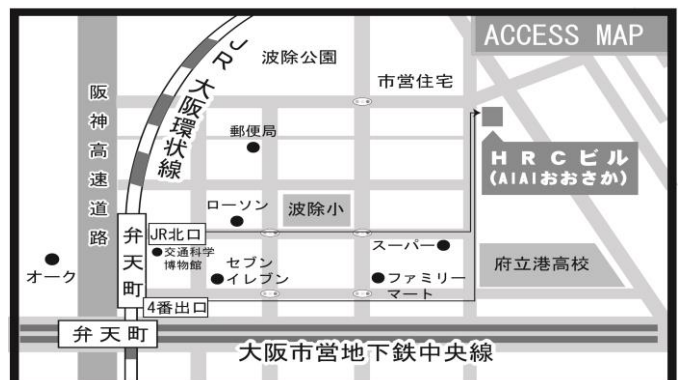 ACCESS MAP
JR大阪環状線
波除公園
市営住宅
阪神高速道路
郵便局
HRCビル
(AIAIおおさか)
ローソン
波除小
弁天町
JR北口
交通科学
博物館
スーパー
オーク
セブン
イレブン
ファミリー
マート
府立港高校
4番出口
弁天町
大阪市営地下鉄中央線